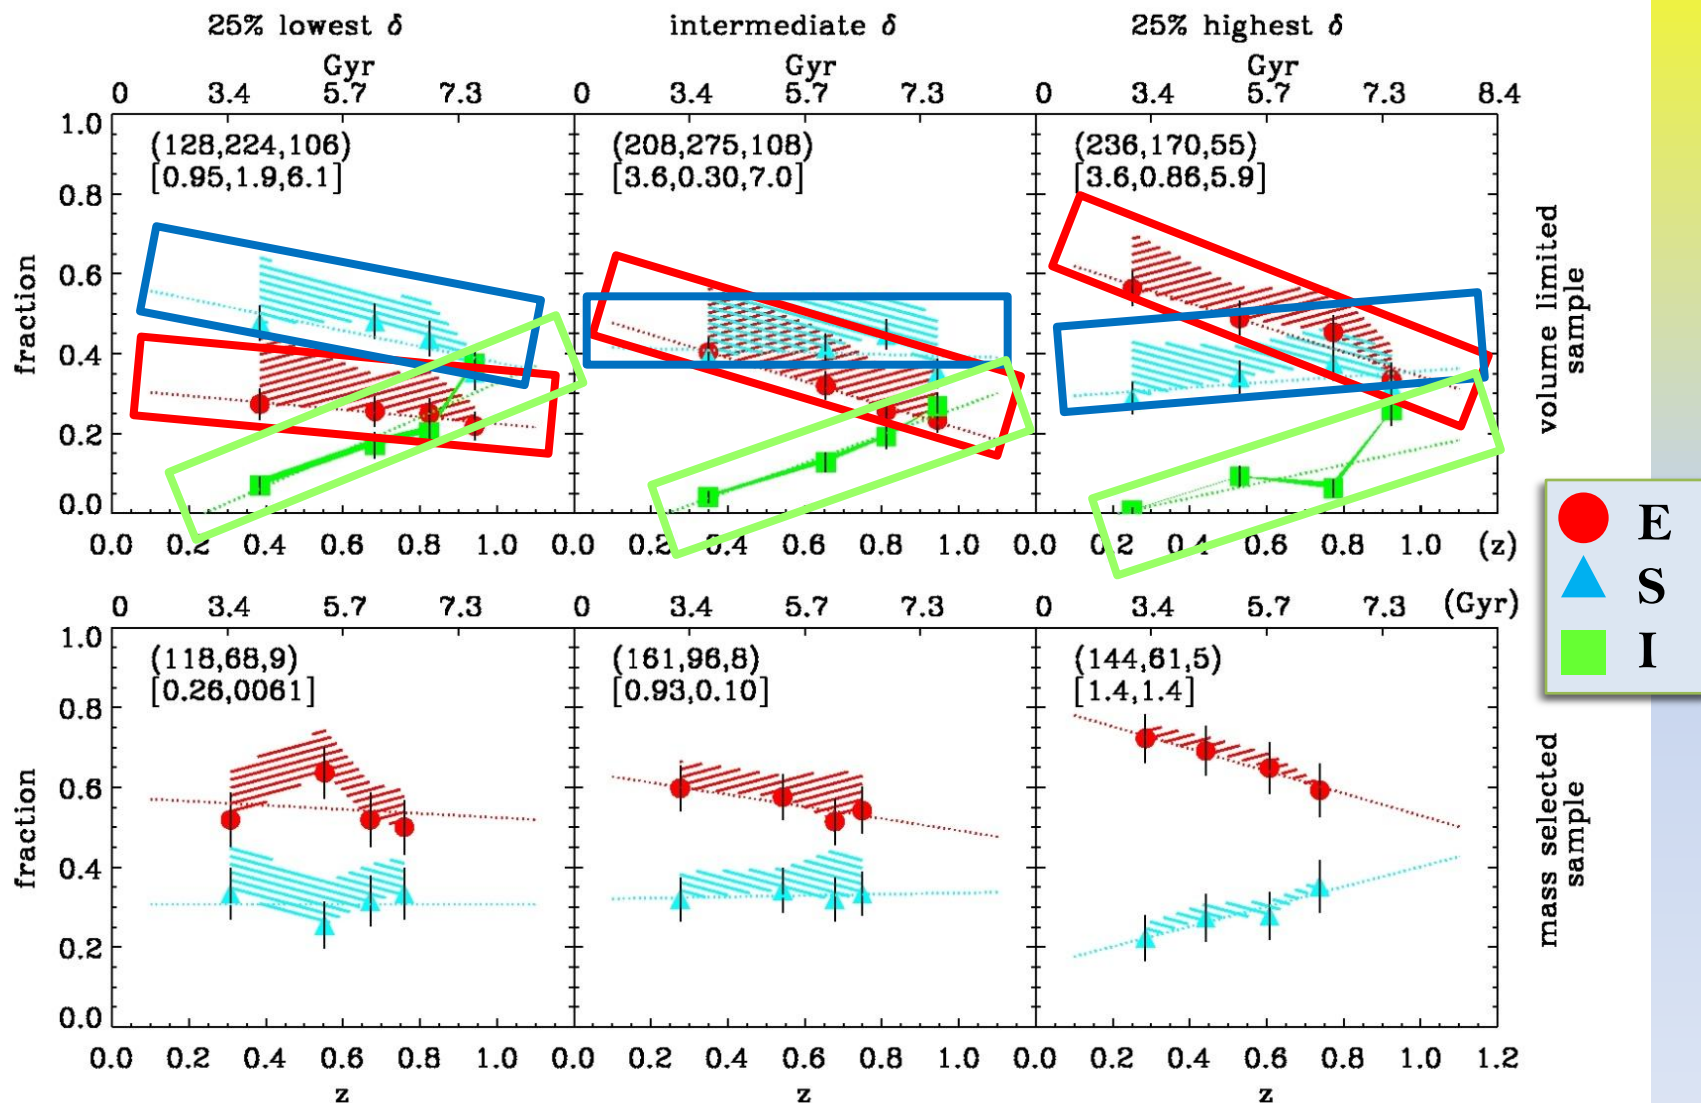 25% lowest δ intermediate δ 25% highest δ
Gyr Gyr Gyr
0 3.4 5.7 7.3 0 3.4 5.7 7.3 0 3.4 5.7 7.3 8.4
1.0
(128,224,106) (208,275,108) (236,170,55)
[0.95,1.9,6.1] [3.6,0.30,7.0] [3.6,0.86,5.9]
0.8
0.6
0.4
0.2
0.0
fraction
volume limited
sample
0.0 0.2 0.4 0.6 0.8 1.0 0.0 0.2 0.4 0.6 0.8 1.0 0.0 0.2 0.4 0.6 0.8 1.0 (z)
E
S
I
0 3.4 5.7 7.3 0 3.4 5.7 7.3 0 3.4 5.7 7.3 (Gyr)
1.0
(118,68,9) (161,96,8) (144,61,5)
[0.26,0061] [0.93,0.10] [1.4,1.4]
0.8
0.6
0.4
0.2
0.0
fraction
mass selected
sample
0.0 0.2 0.4 0.6 0.8 1.0 0.0 0.2 0.4 0.6 0.8 1.0 0.0 0.2 0.4 0.6 0.8 1.0 1.2
z z z